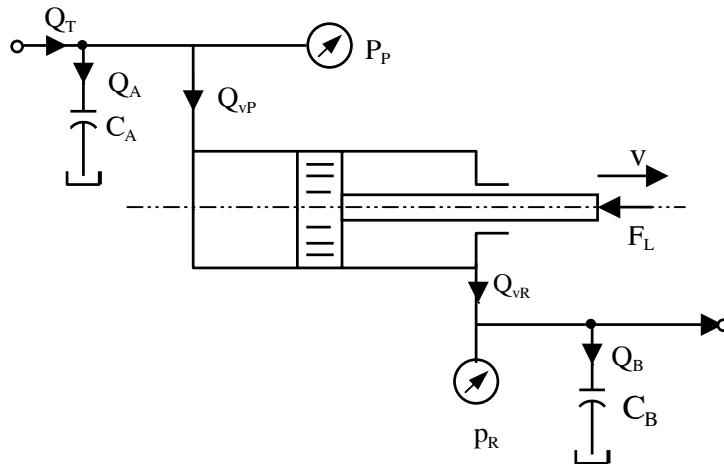 Q_T
P_P
Q_A
Q_vP
C_A
v
F_L
Q_vR
Q_B
C_B
p_R